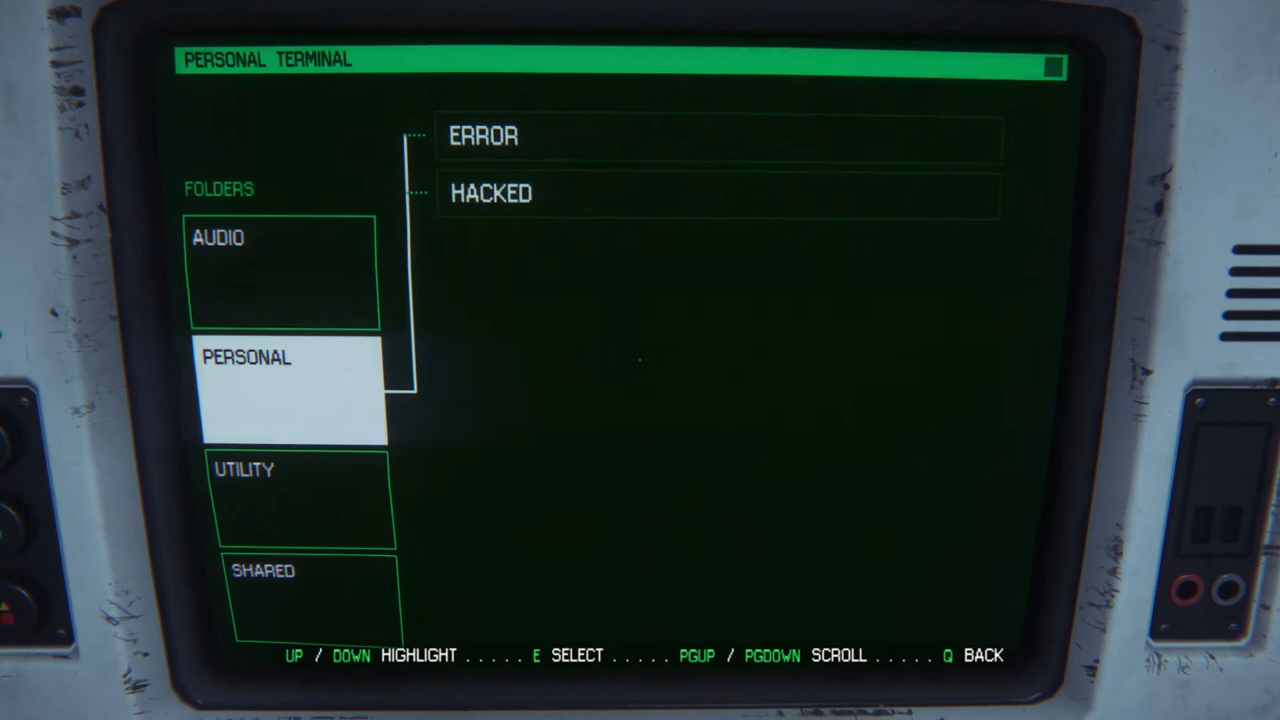 PERSONAL TERMINAL
FOLDERS
AUDIO
PERSONAL
UTILITY
SHARED
ERROR
HACKED
UP / DOWN HIGHLIGHT ..... E SELECT ..... PGUP / PGDOWN SCROLL ..... Q BACK